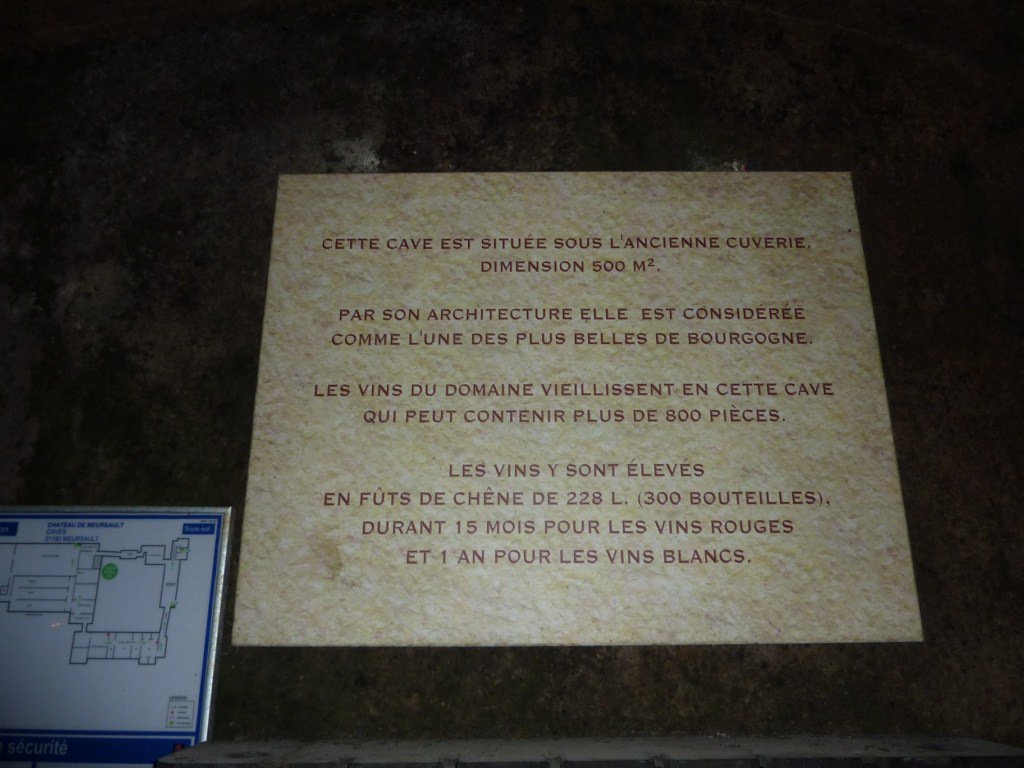 CETTE CAVE EST SITUÉE SOUS L'ANCIENNE CUVERIE.
DIMENSION 500 M².
PAR SON ARCHITECTURE ELLE EST CONSIDÉRÉE
COMME L'UNE DES PLUS BELLES DE BOURGOGNE.
LES VINS DU DOMAINE VIEILLISSENT EN CETTE CAVE
QUI PEUT CONTENIR PLUS DE 800 PIÈCES.
LES VINS Y SONT ÉLEVÉS
EN FÛTS DE CHÊNE DE 228 L. (300 BOUTEILLES),
DURANT 15 MOIS POUR LES VINS ROUGES
ET 1 AN POUR LES VINS BLANCS.
CHATEAU DE MEURSAULT
CAVES
21190 MEURSAULT
sécurité